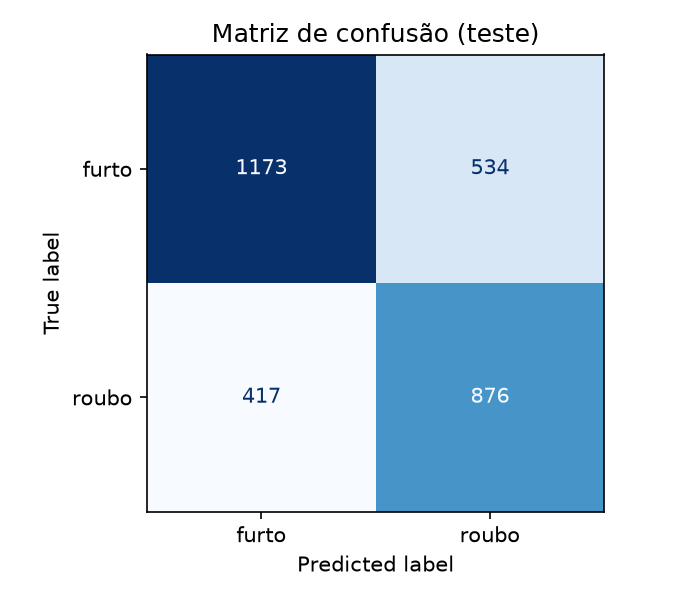 Matriz de confusão (teste)
True label
furto
1173 534
roubo
417 876
furto roubo
Predicted label